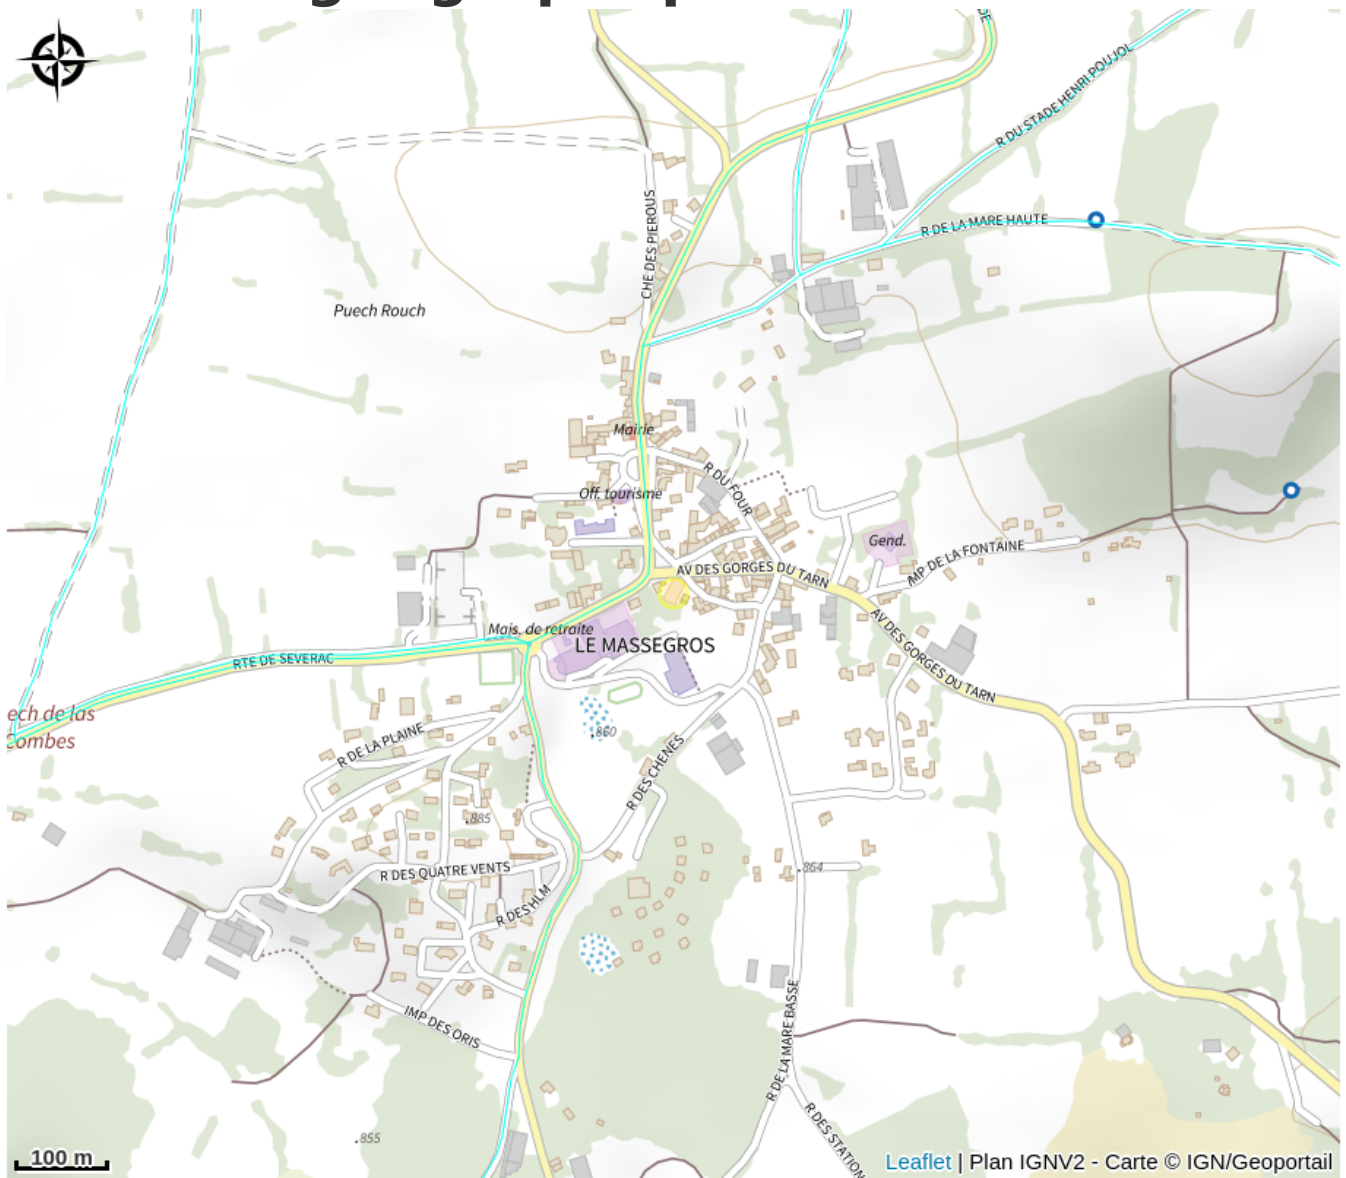 DE
R DU STADE HENRI POUJOL
CHE DES PIEROUS
R DE LA MARE HAUTE
Puech Rouch
Mairie
R DU FOUR
Off. tourisme
Gend.
IMP DE LA FONTAINE
AV DES GORGES DU TARN
AV DES GORGES DU TARN
Mais. de retraite
LE MASSEGROS
RTE DE SEVERAC
ech de las
Combes
R DE LA PLAINE
.860
R DES CHENES
.885
R DES QUATRE VENTS
.864
R DES HLM
IMP DES ORIS
R DE LA MARE BASSE
R DES STATION
.855
100 m
Leaflet | Plan IGNV2 - Carte © IGN/Geoportail